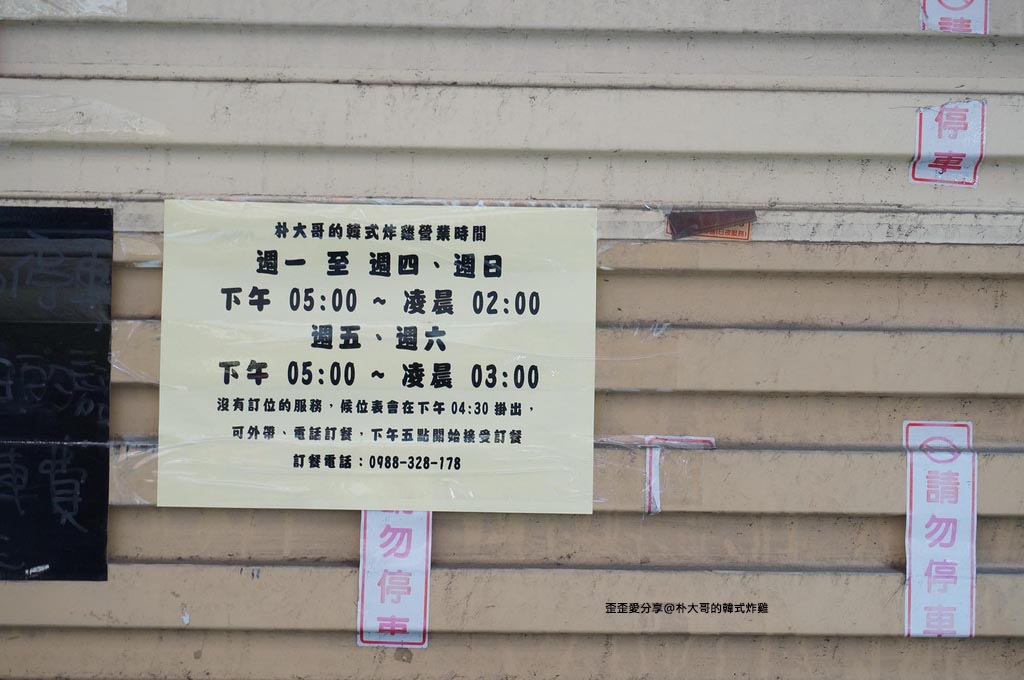 請
停
車
朴大哥的韓式炸雞營業時間
週一 至 週四、週日
下午 05:00 ~ 凌晨 02:00
週五、週六
下午 05:00 ~ 凌晨 03:00
沒有訂位的服務，候位表會在下午 04:30 掛出，
可外帶、電話訂餐，下午五點開始接受訂餐
訂餐電話：0988-328-178
停車
費
請勿停車
請勿停車
歪歪愛分享@朴大哥的韓式炸雞